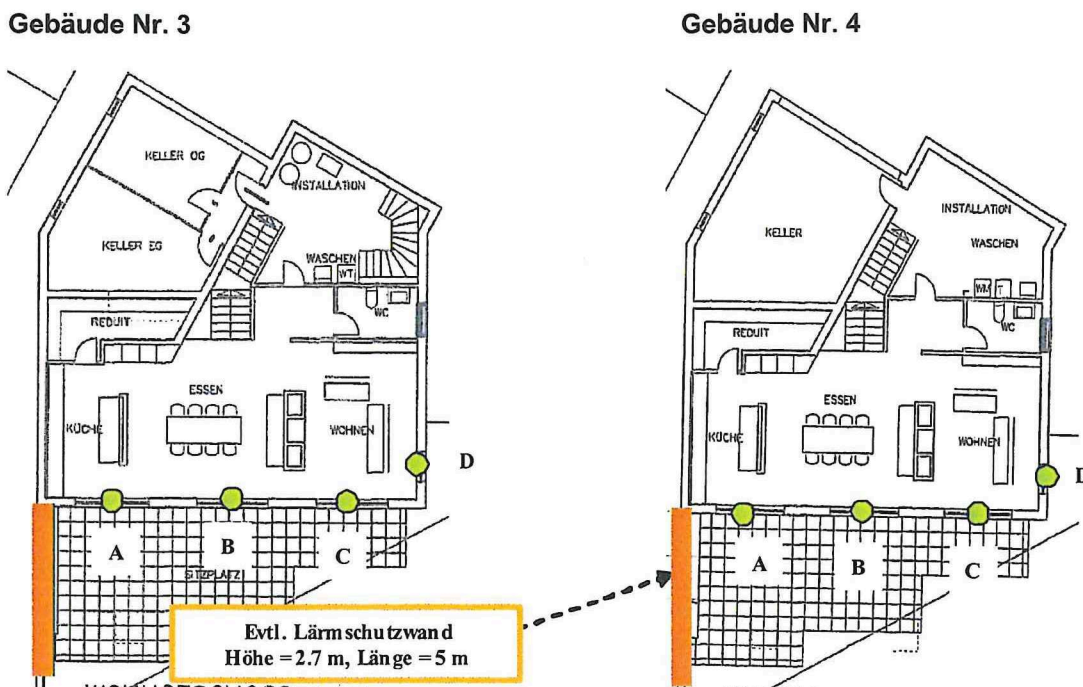 Gebäude Nr. 3
KELLER OG
INSTALLATION
KELLER EG
WASCHEN
WT
WC
REDUIT
ESSEN
KÜCHE
WOHNEN
D
A
B
C
SITZPLATZ
Evtl. Lärmschutzwand
Höhe = 2.7 m, Länge = 5 m
Gebäude Nr. 4
INSTALLATION
KELLER
WASCHEN
WM T
WC
REDUIT
ESSEN
KÜCHE
WOHNEN
D
A
B
C